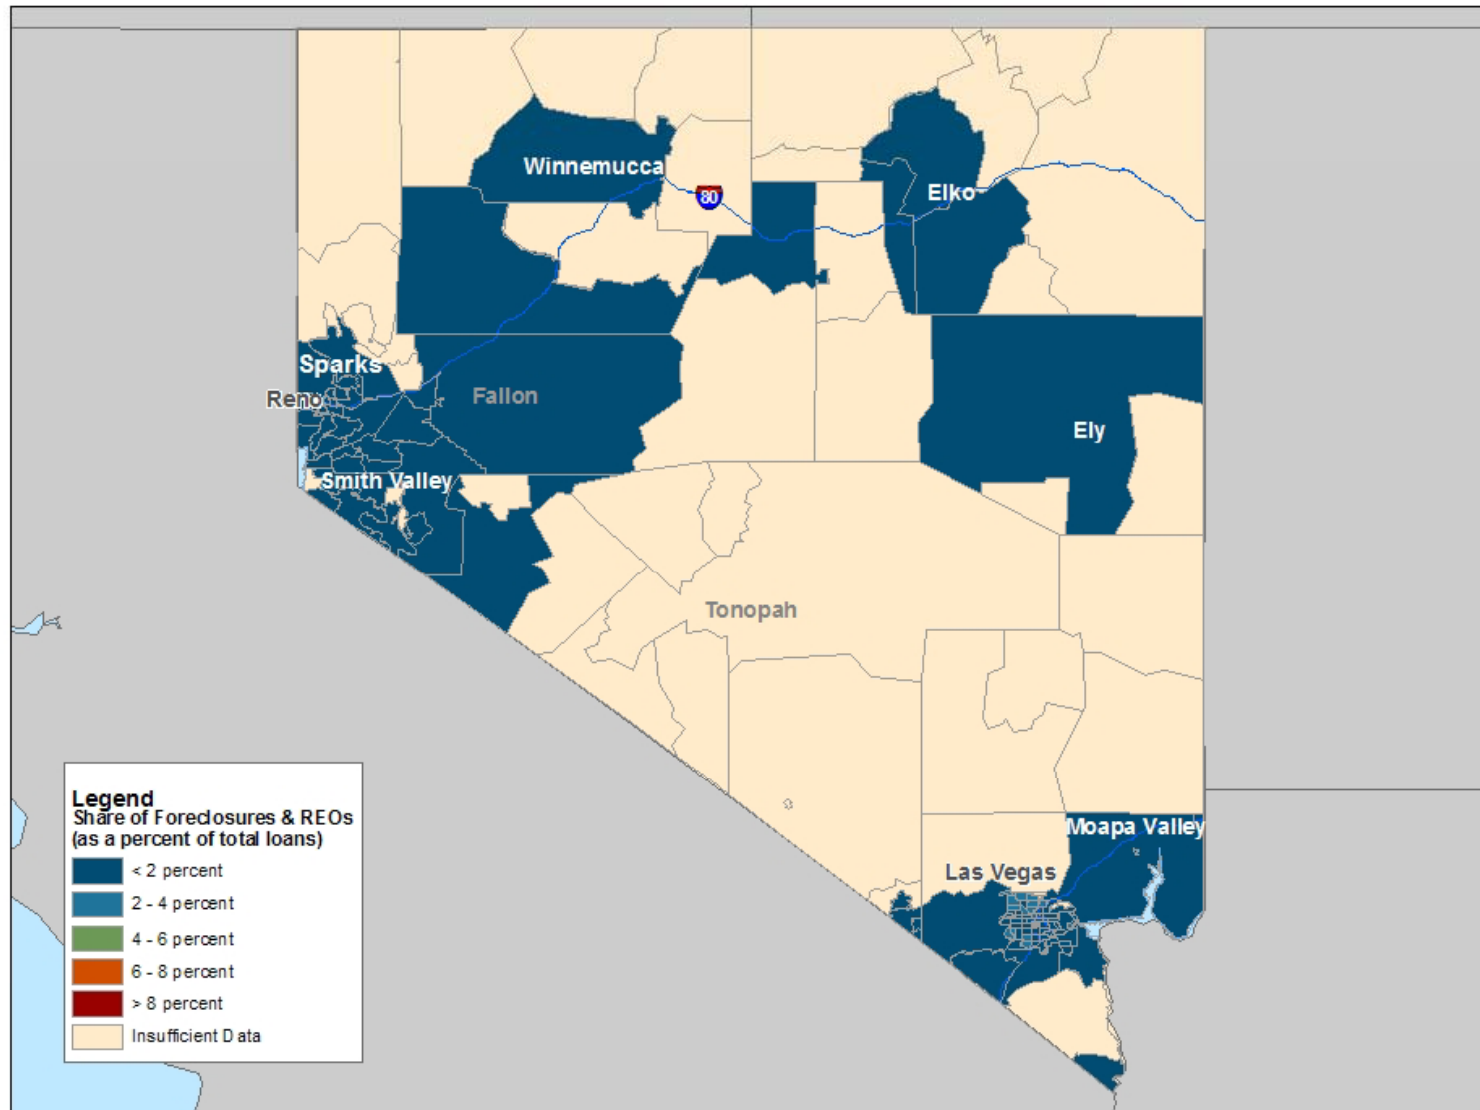 Winnemucca
80
Elko
Sparks
Reno
Fallon
Ely
Smith Valley
Tonopah
Moapa Valley
Las Vegas
Legend
Share of Foreclosures & REOs
(as a percent of total loans)
< 2 percent
2 - 4 percent
4 - 6 percent
6 - 8 percent
> 8 percent
Insufficient Data